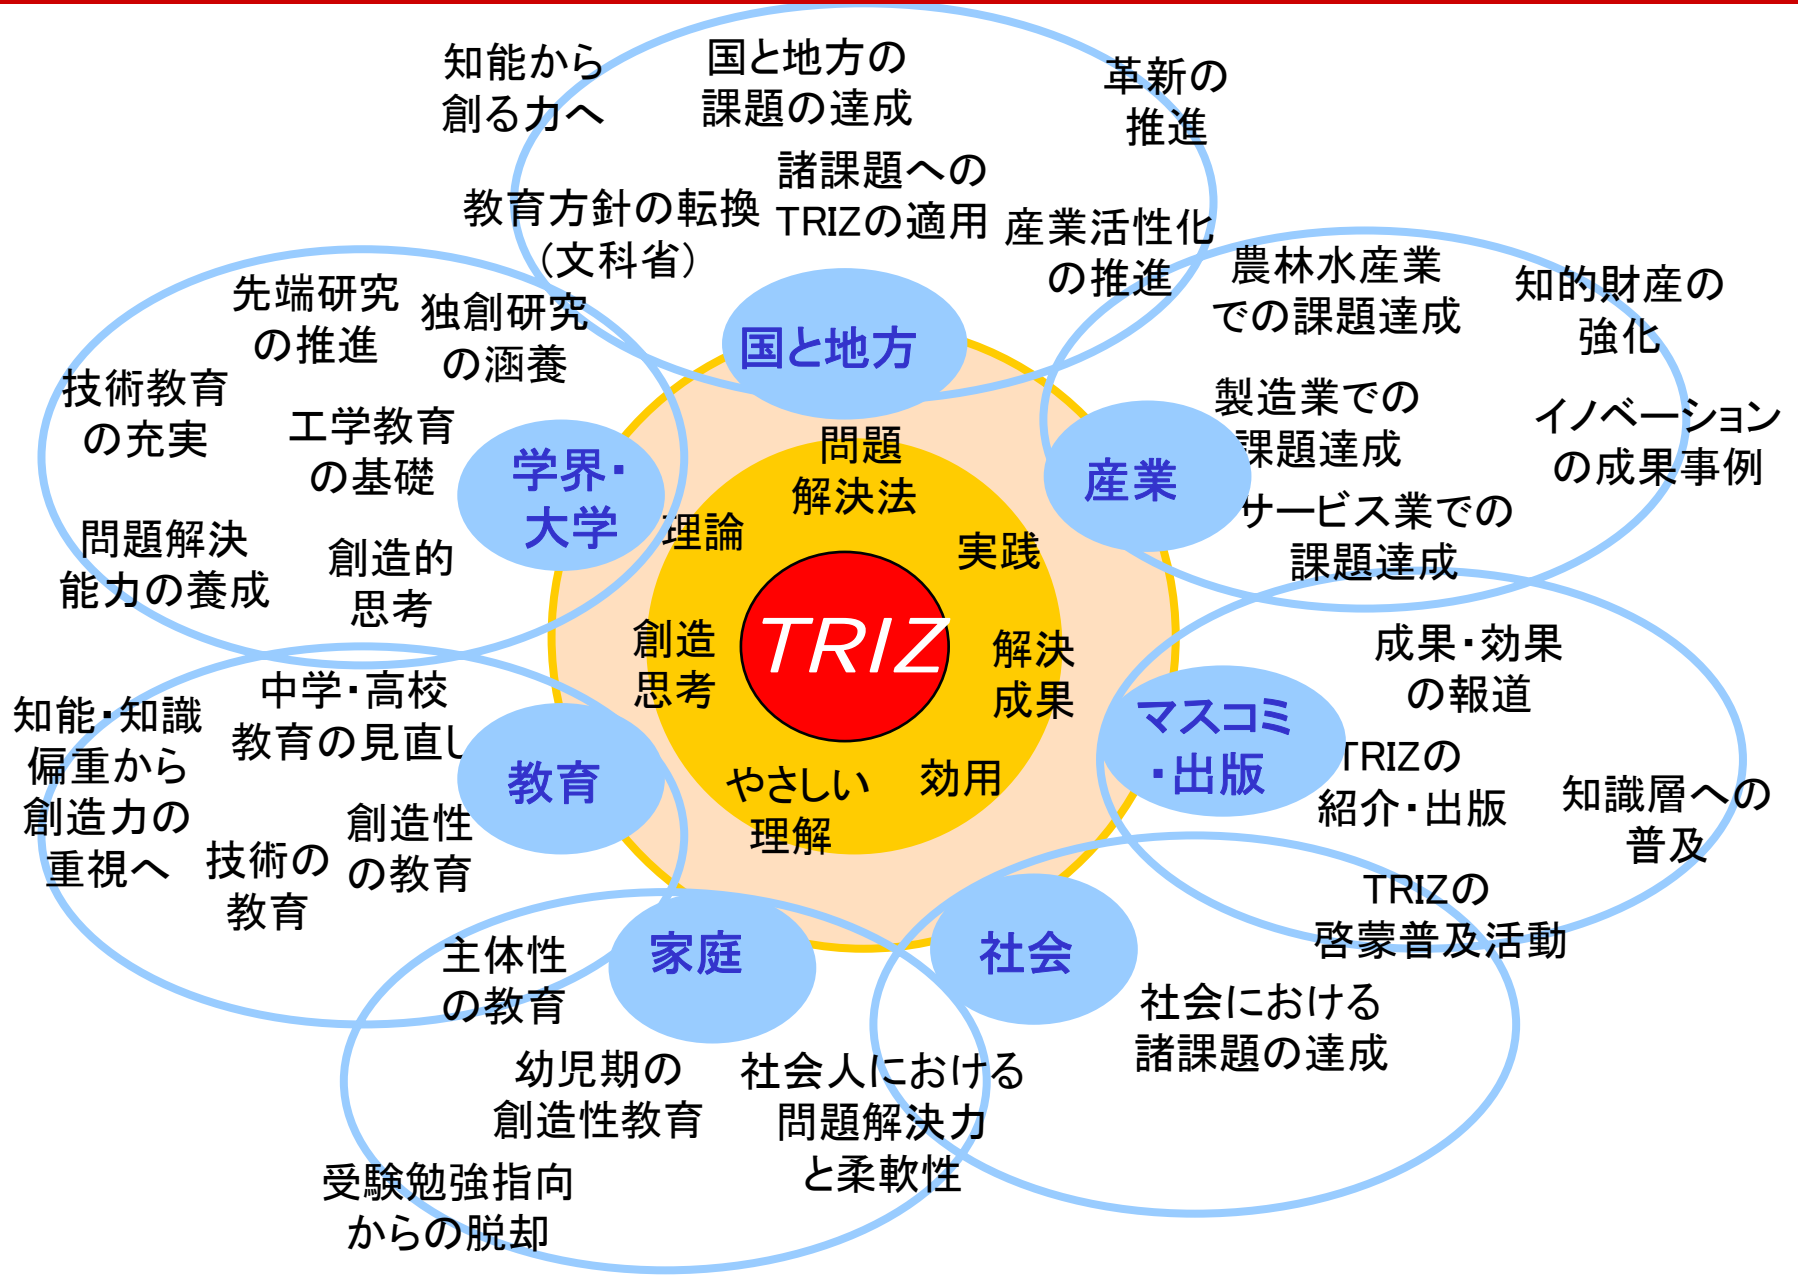 知能から
創る力へ
国と地方の
課題の達成
革新の
推進
諸課題への
TRIZの適用
教育方針の転換
（文科省）
産業活性化
の推進
国と地方
先端研究
の推進
独創研究
の涵養
技術教育
の充実
工学教育
の基礎
問題解決
能力の養成
創造的
思考
学界・
大学
農林水産業
での課題達成
知的財産の
強化
製造業での
課題達成
イノベーション
の成果事例
サービス業での
課題達成
産業
問題
解決法
理論
実践
創造
思考
TRIZ
解決
成果
やさしい
理解
効用
成果・効果
の報道
マスコミ
・出版
TRIZの
紹介・出版
知識層への
普及
TRIZの
啓蒙普及活動
中学・高校
教育の見直し
知能・知識
偏重から
創造力の
重視へ
教育
創造性
の教育
技術の
教育
主体性
の教育
家庭
社会
社会における
諸課題の達成
幼児期の
創造性教育
社会人における
問題解決力
と柔軟性
受験勉強指向
からの脱却